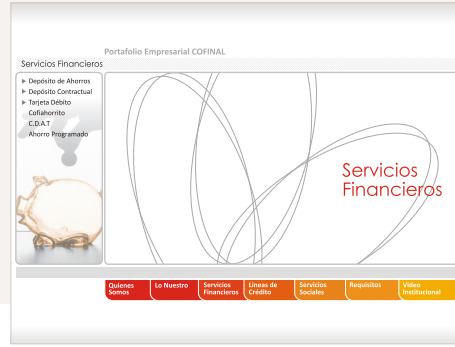 Portafolio Empresarial COFINAL
Servicios Financieros
Depósito de Ahorros
Depósito Contractual
Tarjeta Débito
Cofiahorrito
C.D.A.T
Ahorro Programado
Servicios
Financieros
Quienes
Somos
Lo Nuestro
Servicios
Financieros
Lineas de
Crédito
Servicios
Sociales
Requisitos
Video
Institucional